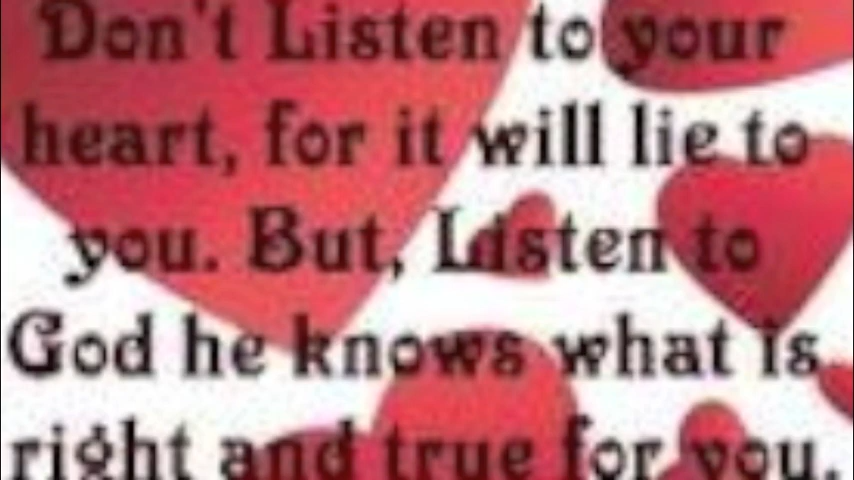 Don't Listen to your
heart, for it will lie to
you. But, Listen to
God he knows what is
right and true for you.